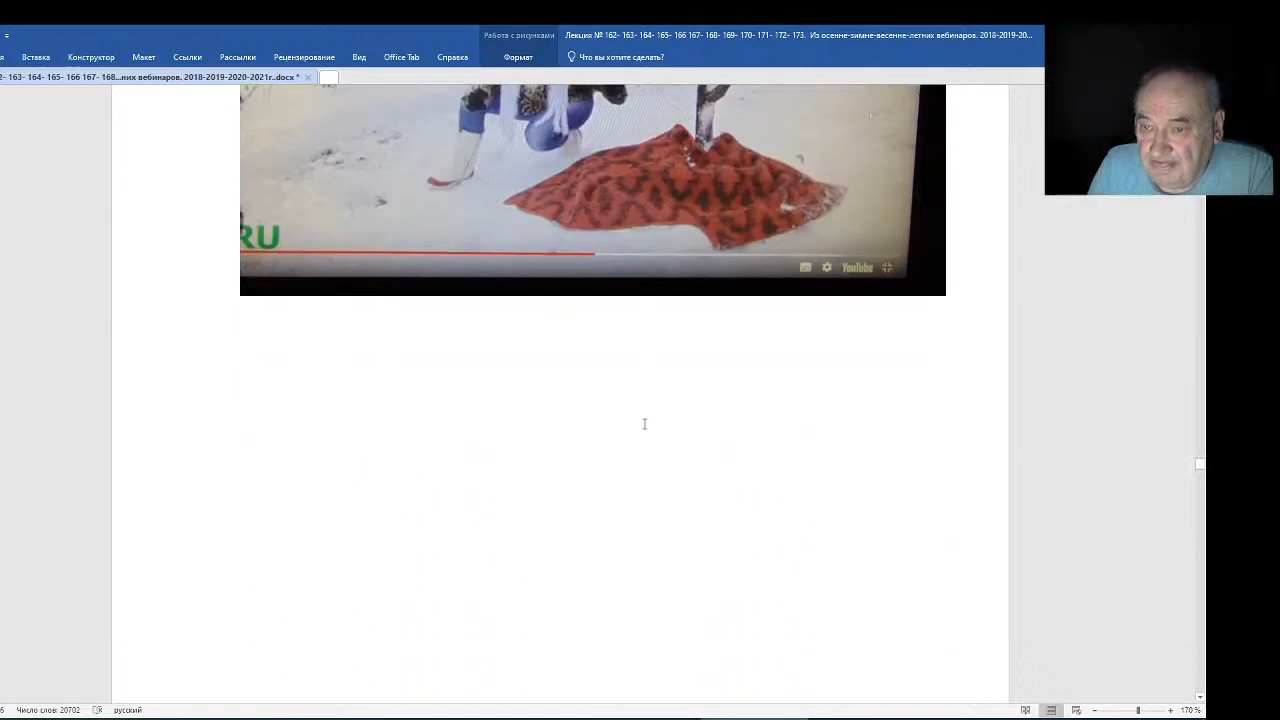 Работа с рисунками
Лекция № 162- 163- 164- 165- 166 167- 168- 169- 170- 171- 172- 173. Из осенне-зимне-весенне-летних вебинаров. 2018-2019-20...
Вставка Конструктор Макет Ссылки Рассылки Рецензирование Вид Office Tab Справка Формат Что вы хотите сделать?
2- 163- 164- 165- 166 167- 168...них вебинаров. 2018-2019-2020-2021г..docx *
RU
YouTube
Число слов: 20702 русский 170 %